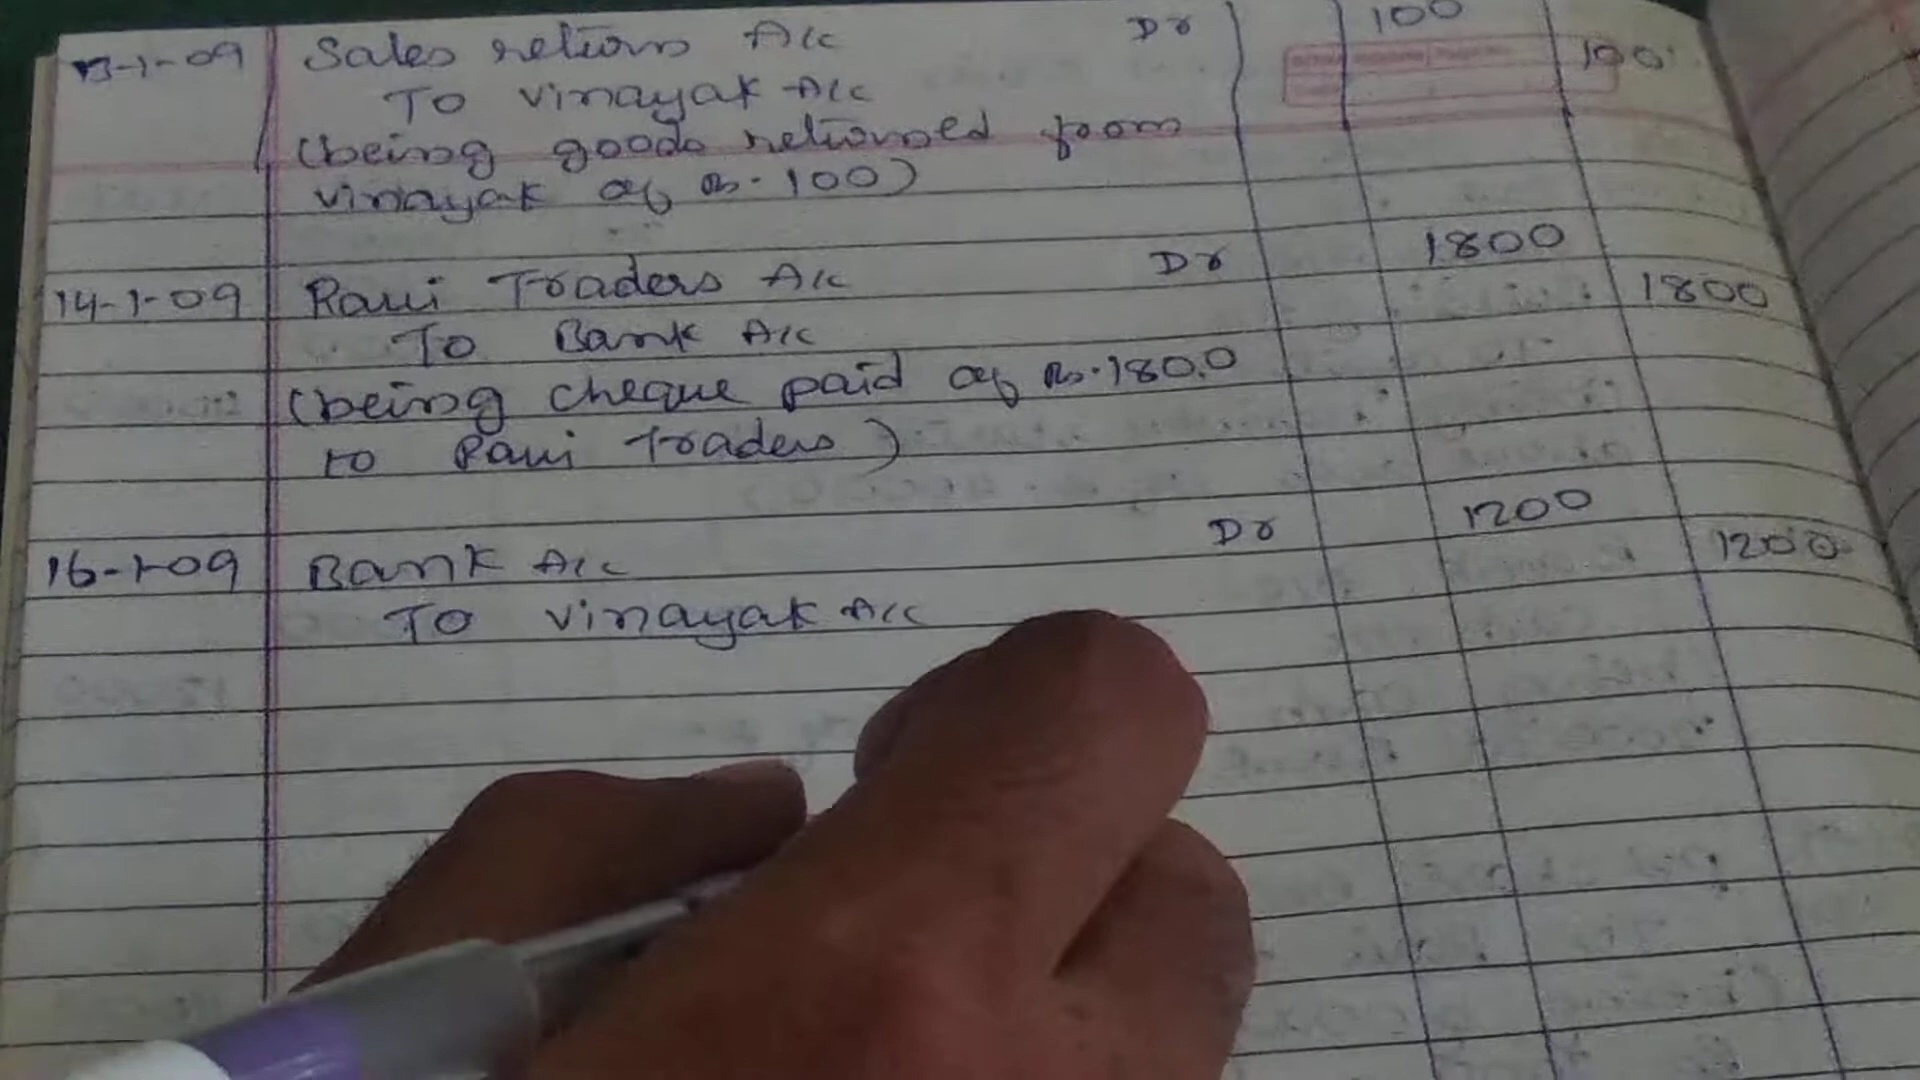 13-1-09 Sales return A/c Dr 100
To Vinayak A/c 100
(being goods returned from
vinayak of Rs. 100)
14-1-09 Ravi Traders A/c Dr 1800
To Bank A/c 1800
(being cheque paid of Rs. 1800
to Ravi Traders)
16-1-09 Bank A/c Dr 1200
To Vinayak A/c 1200